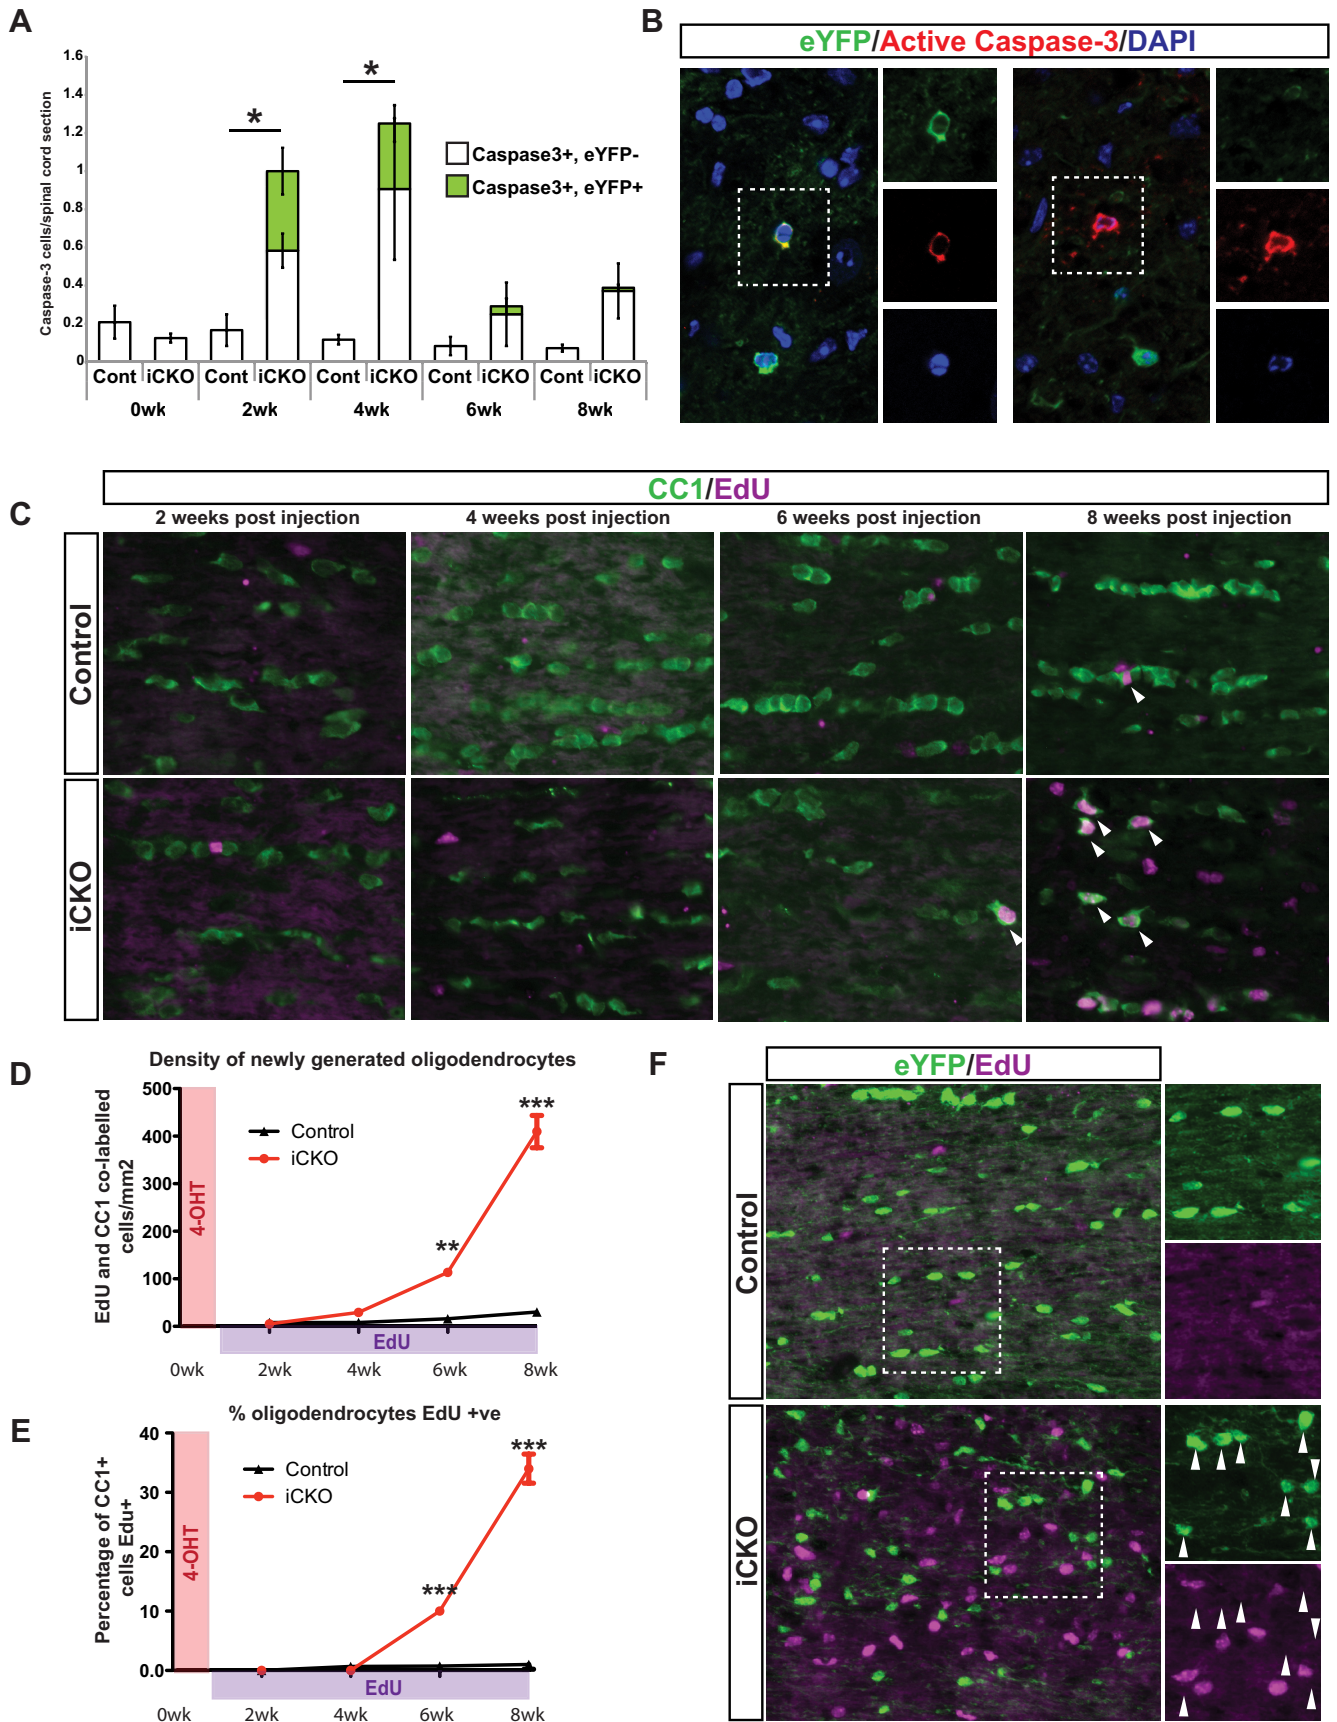 A
1.6
1.4
1.2
1
0.8
0.6
0.4
0.2
0
Caspase-3 cells/spinal cord section
*
*
Caspase3+, eYFP-
Caspase3+, eYFP+
Cont iCKO Cont iCKO Cont iCKO Cont iCKO Cont iCKO
0wk 2wk 4wk 6wk 8wk
B
eYFP/Active Caspase-3/DAPI
C
CC1/EdU
2 weeks post injection 4 weeks post injection 6 weeks post injection 8 weeks post injection
Control
iCKO
D
Density of newly generated oligodendrocytes
EdU and CC1 co-labelled
cells/mm2
500
400
300
200
100
0
4-OHT
Control
iCKO
**
***
EdU
0wk 2wk 4wk 6wk 8wk
E
% oligodendrocytes EdU +ve
Percentage of CC1+
cells Edu+
40
30
20
10
0.0
4-OHT
Control
iCKO
***
***
EdU
0wk 2wk 4wk 6wk 8wk
F
eYFP/EdU
Control
iCKO